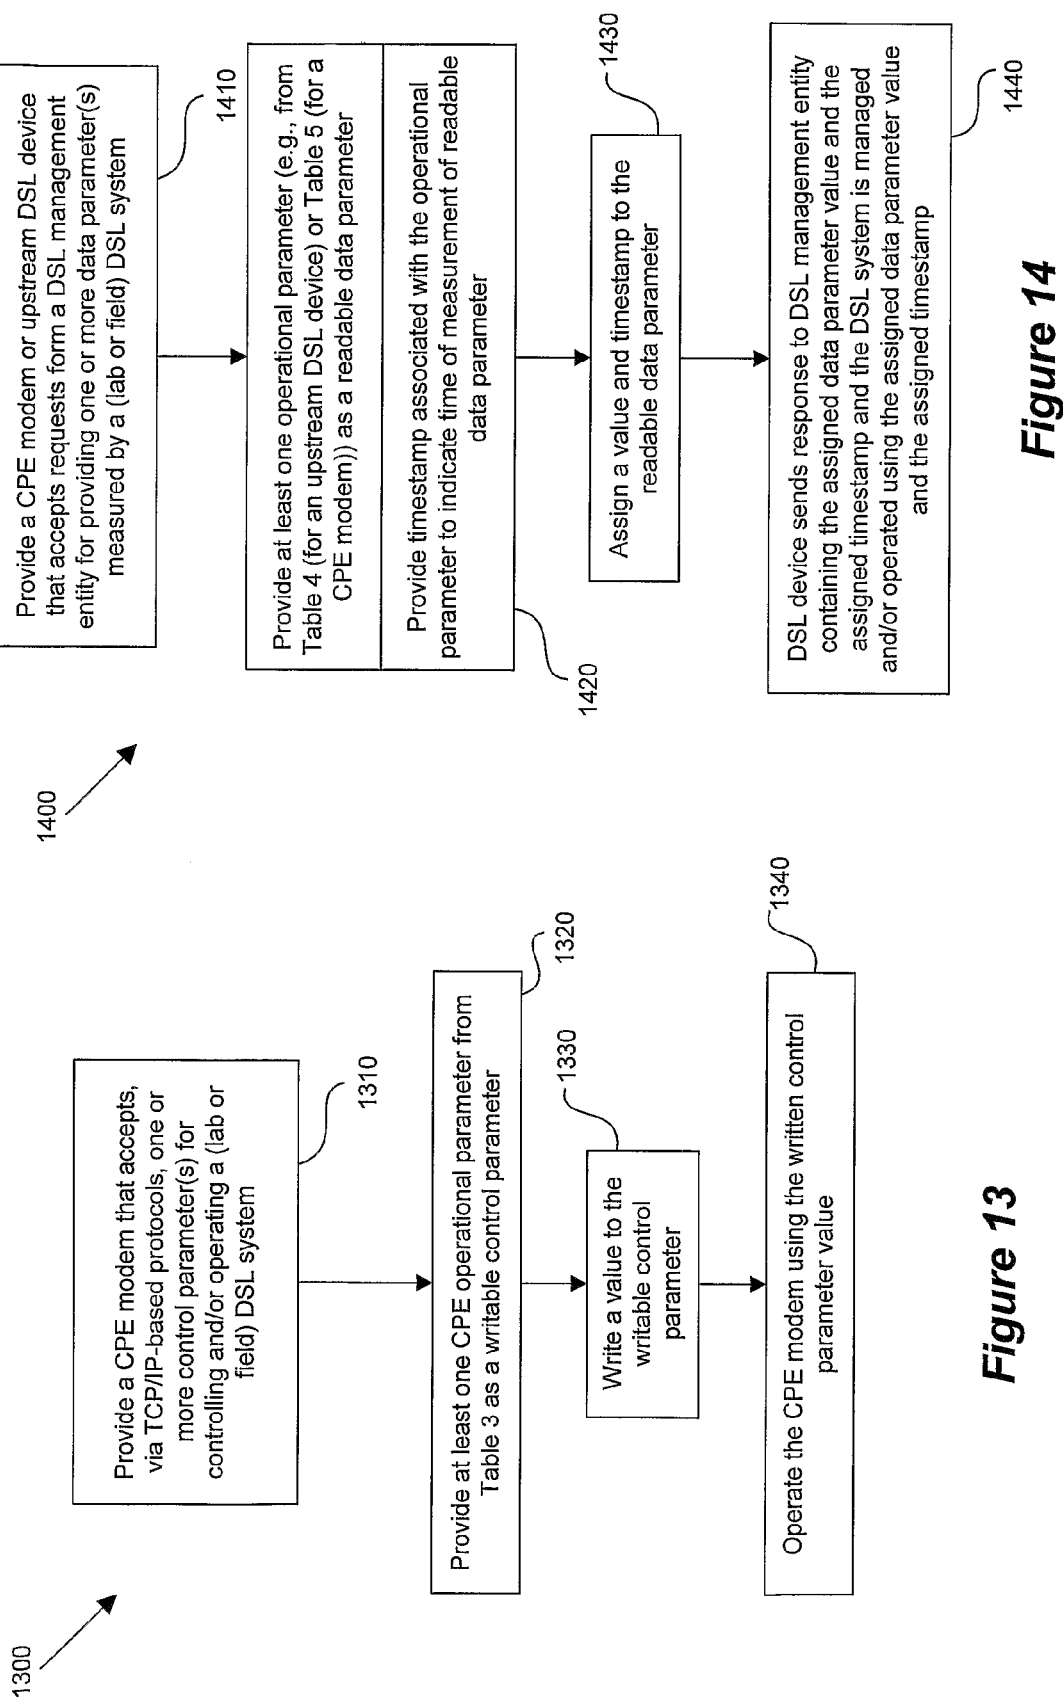 1300
Provide a CPE modem that accepts,
via TCP/IP-based protocols, one or
more control parameter(s) for
controlling and/or operating a (lab or
field) DSL system
1310
Provide at least one CPE operational parameter from
Table 3 as a writable control parameter
1320
Write a value to the
writable control
parameter
1330
Operate the CPE modem using the written control
parameter value
1340
Figure 13
1400
Provide a CPE modem or upstream DSL device
that accepts requests form a DSL management
entity for providing one or more data parameter(s)
measured by a (lab or field) DSL system
1410
Provide at least one operational parameter (e.g., from
Table 4 (for an upstream DSL device) or Table 5 (for a
CPE modem)) as a readable data parameter
Provide timestamp associated with the operational
parameter to indicate time of measurement of readable
data parameter
1420
Assign a value and timestamp to the
readable data parameter
1430
DSL device sends response to DSL management entity
containing the assigned data parameter value and the
assigned timestamp and the DSL system is managed
and/or operated using the assigned data parameter value
and the assigned timestamp
1440
Figure 14